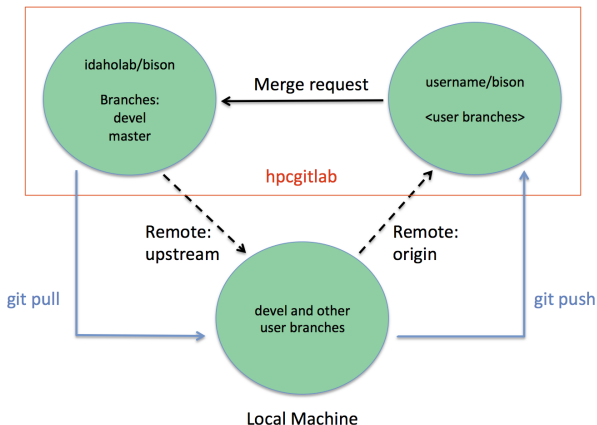 idaholab/bison
Branches:
devel
master
Merge request
username/bison
<user branches>
hpcgitlab
Remote:
upstream
Remote:
origin
git pull
git push
devel and other
user branches
Local Machine